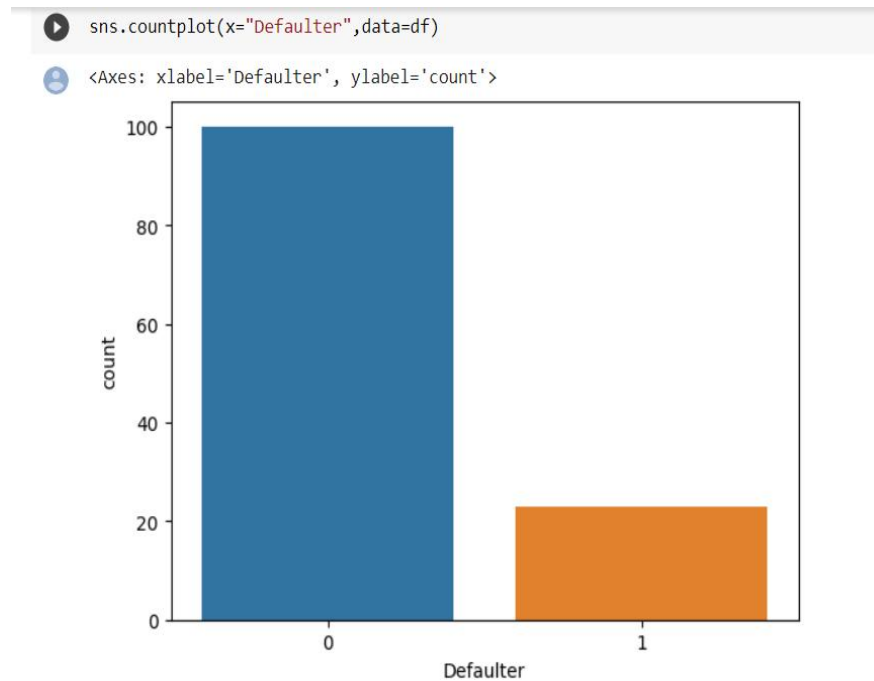 sns.countplot(x="Defaulter",data=df)
<Axes: xlabel='Defaulter', ylabel='count'>
100
80
60
40
20
0
count
0 1
Defaulter